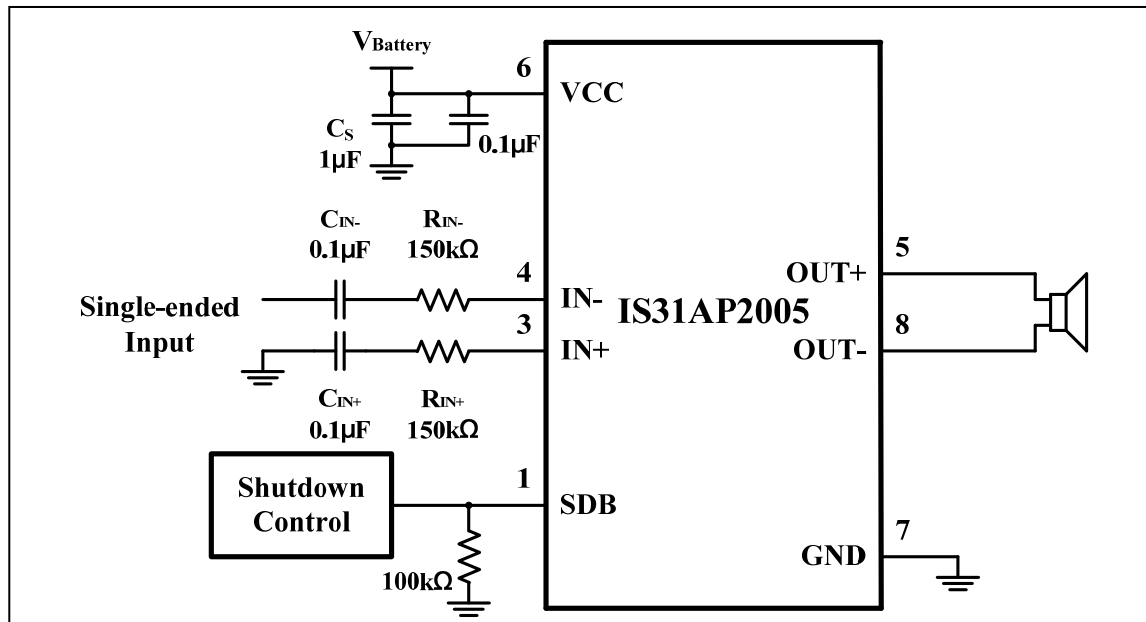 VBattery
6
VCC
CS
1µF
0.1µF
CIN-
0.1µF
RIN-
150kΩ
4
IN-
Single-ended
Input
3
IN+
CIN+
0.1µF
RIN+
150kΩ
IS31AP2005
5
OUT+
8
OUT-
Shutdown
Control
1
SDB
100kΩ
7
GND